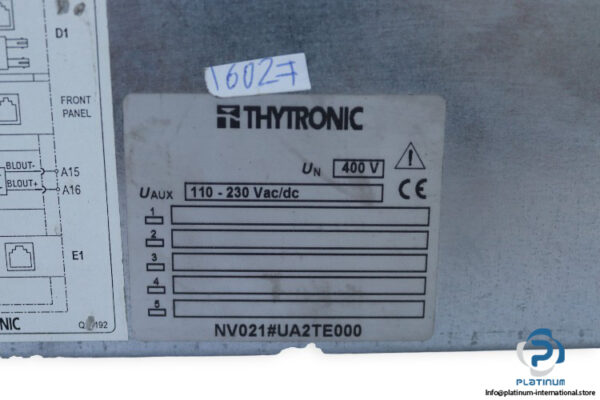 D1
FRONT
PANEL
BLOUT-
A15
BLOUT+
A16
E1
NIC
16027
THYTRONIC
UN 400 V
UAUX 110 - 230 Vac/dc
CE
1
2
3
4
5
NV021#UA2TE000
PLATINUM
Info@platinum-international.store